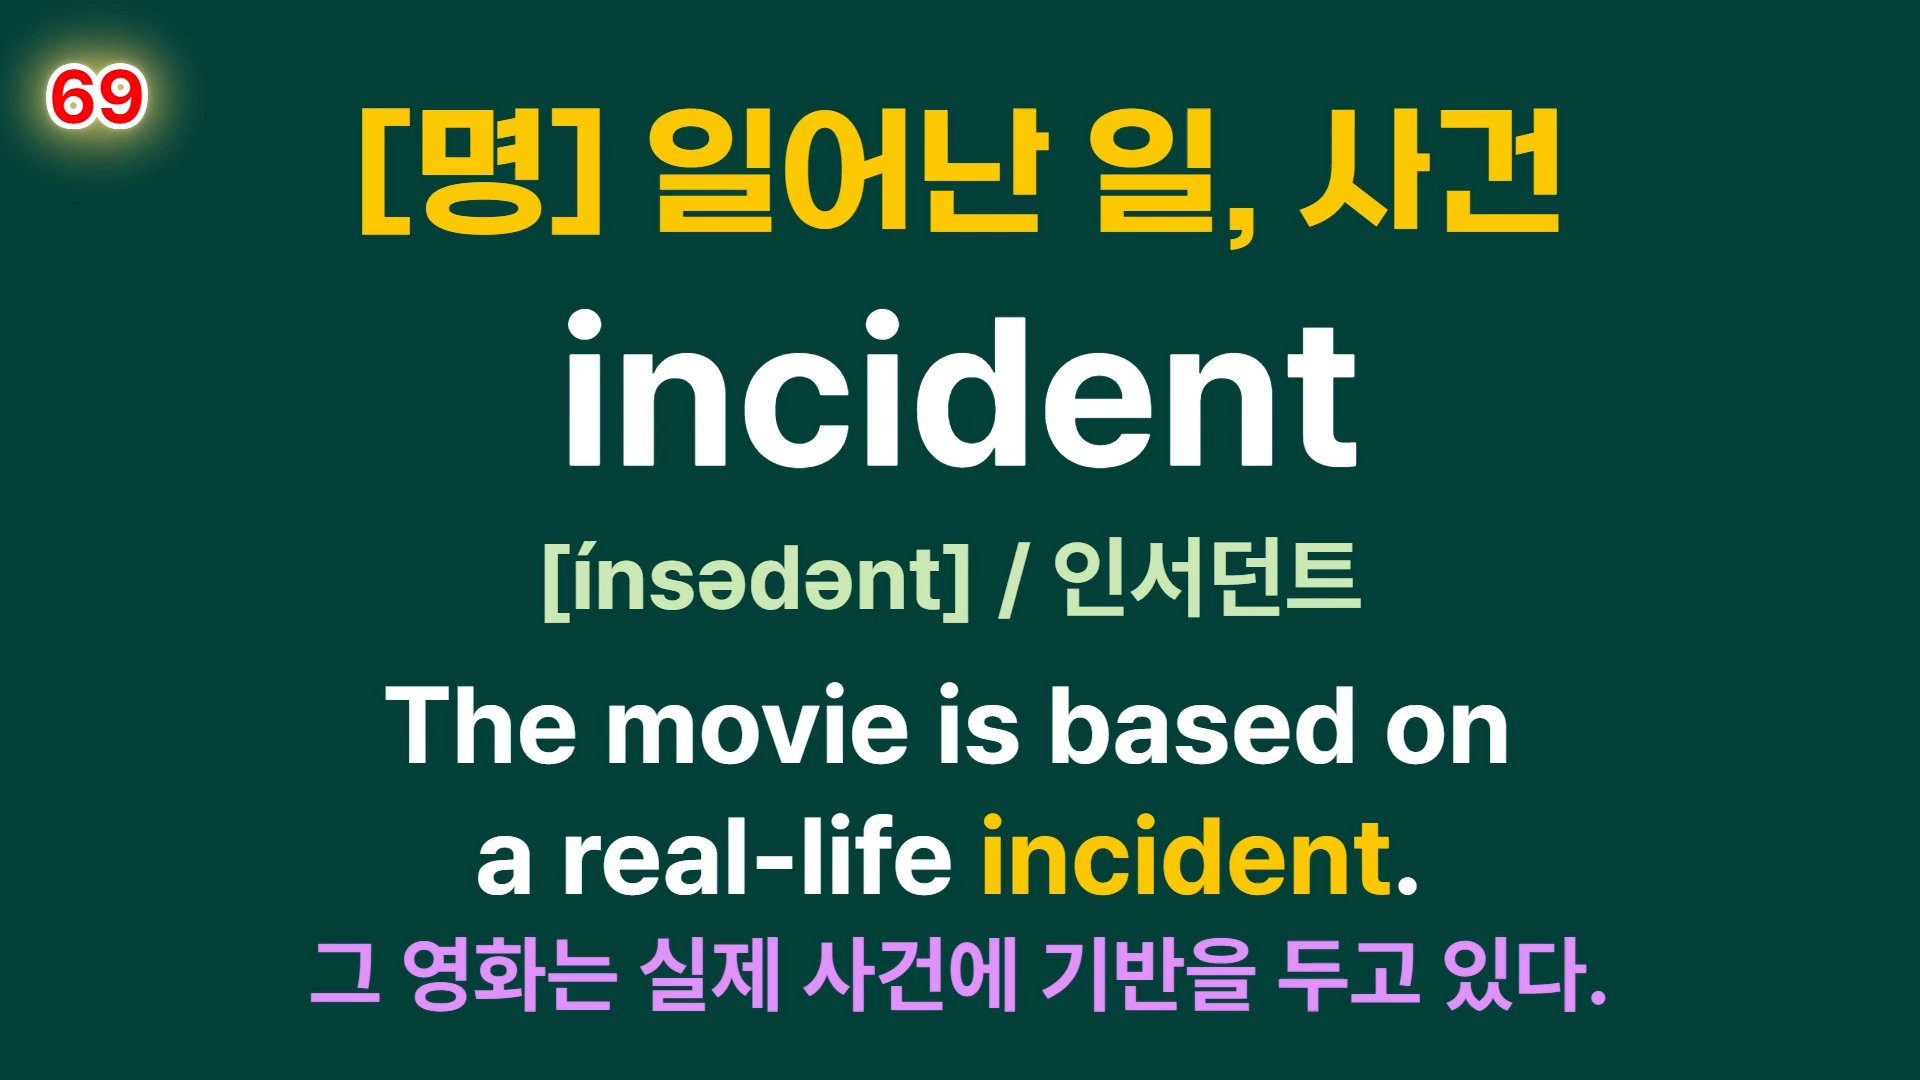 69
[명] 일어난 일, 사건
incident
[ínsədənt] / 인서던트
The movie is based on
a real-life incident.
그 영화는 실제 사건에 기반을 두고 있다.